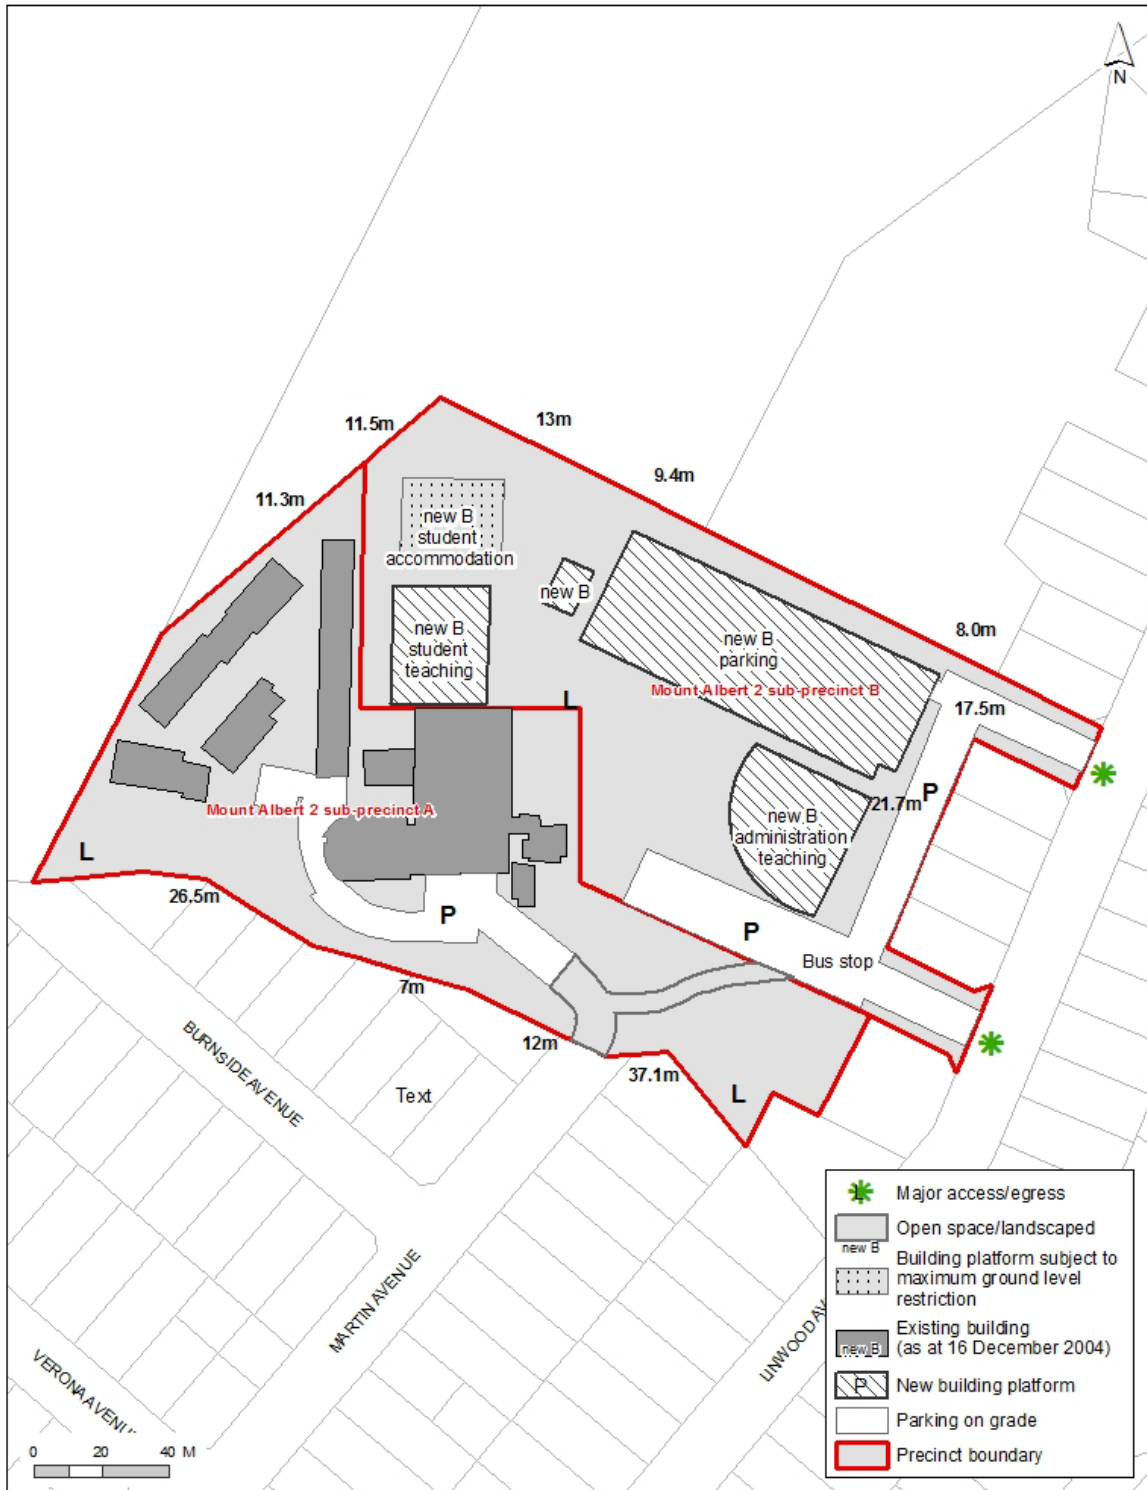 N
11.5m
13m
9.4m
11.3m
new B
student
accommodation
new B
new B
student
teaching
new B
parking
8.0m
Mount Albert 2 sub-precinct B
L
17.5m
P
21.7m
Mount Albert 2 sub-precinct A
new B
administration
teaching
L
26.5m
P
P
Bus stop
7m
12m
37.1m
L
BURNSIDE AVENUE
Text
MARTIN AVENUE
LINWOOD AV
VERONA AVENU
0 20 40 M
L Major access/egress
Open space/landscaped
new B
Building platform subject to
maximum ground level
restriction
Existing building
new B (as at 16 December 2004)
P New building platform
Parking on grade
Precinct boundary